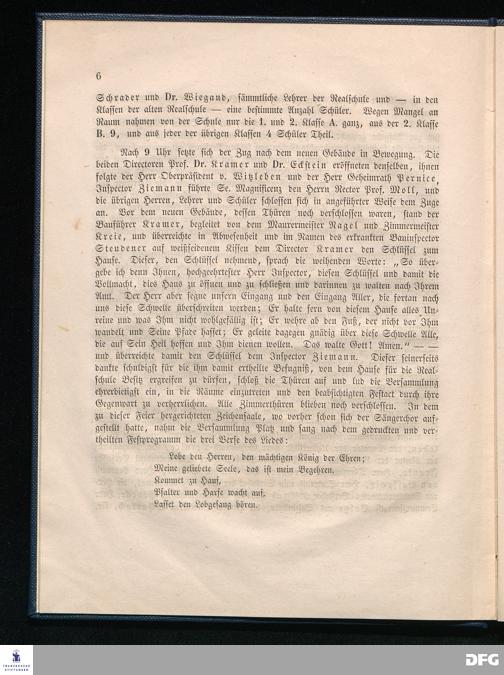 6
Schrader und Dr. Wiegand, sämmtliche Lehrer der Realschule und — in den
Klassen der alten Realschule — eine bestimmte Anzahl Schüler. Wegen Mangel an
Raum nahmen von der Schule nur die 1. und 2. Klasse A. ganz, aus der 2. Klasse
B. 9, und aus jeder der übrigen Klassen 4 Schüler Theil.
Nach 9 Uhr setzte sich der Zug nach dem neuen Gebäude in Bewegung. Die
beiden Directoren Prof. Dr. Kramer und Dr. Eckstein eröffneten denselben, ihnen
folgte der Herr Oberpräsident v. Witzleben und der Herr Geheimrath Pernice,
Inspector Ziemann führte Se. Magnificenz den Herrn Rector Prof. Moll, und
die übrigen Herren, Lehrer und Schüler schlossen sich in angeführter Weise dem Zuge
an. Vor dem neuen Gebäude, dessen Thüren noch verschlossen waren, stand der
Bauführer Kramer, begleitet von dem Maurermeister Nagel und Zimmermeister
Kreie, und überreichte in Abwesenheit und im Namen des erkrankten Bauinspector
Steudener auf weißseidenem Kissen dem Director Kramer den Schlüssel zum
Hause. Dieser, den Schlüssel nehmend, sprach die weihenden Worte: „So über-
gebe ich denn Ihnen, hochgeehrtester Herr Inspector, diesen Schlüssel und damit die
Vollmacht, dies Haus zu öffnen und zu schließen und darinnen zu walten nach Ihrem
Amt. Der Herr aber segne unsern Eingang und den Eingang Aller, die fortan nach
uns diese Schwelle überschreiten werden; Er halte fern von diesem Hause alles Un-
reine und was Ihm nicht wohlgefällig ist; Er wehre ab den Fuß, der nicht vor Ihm
wandelt und Seine Pfade hasset; Er geleite dagegen gnädig über diese Schwelle Alle,
die auf Sein Heil hoffen und Ihm dienen wollen. Das walte Gott! Amen.“ — —
und überreichte damit den Schlüssel dem Inspector Ziemann. Dieser seinerseits
dankte schuldigst für die ihm damit ertheilte Befugniß, von dem Hause für die Real-
schule Besitz ergreifen zu dürfen, schloß die Thüren auf und lud die Versammlung
ehrerbietigst ein, in die Räume einzutreten und den beabsichtigten Festact durch ihre
Gegenwart zu verherrlichen. Alle Zimmerthüren blieben noch verschlossen. In dem
zu dieser Feier hergerichteten Zeichensaale, wo vorher schon sich der Sängerchor auf-
gestellt hatte, nahm die Versammlung Platz und sang nach dem gedruckten und ver-
theilten Festprogramm die drei Verse des Liedes:
Lobe den Herren, den mächtigen König der Ehren;
Meine geliebete Seele, das ist mein Begehren.
Kommet zu Hauf,
Psalter und Harfe wacht auf,
Lasset den Lobgesang hören.
FRANCKESCHE
STIFTUNGEN
DFG